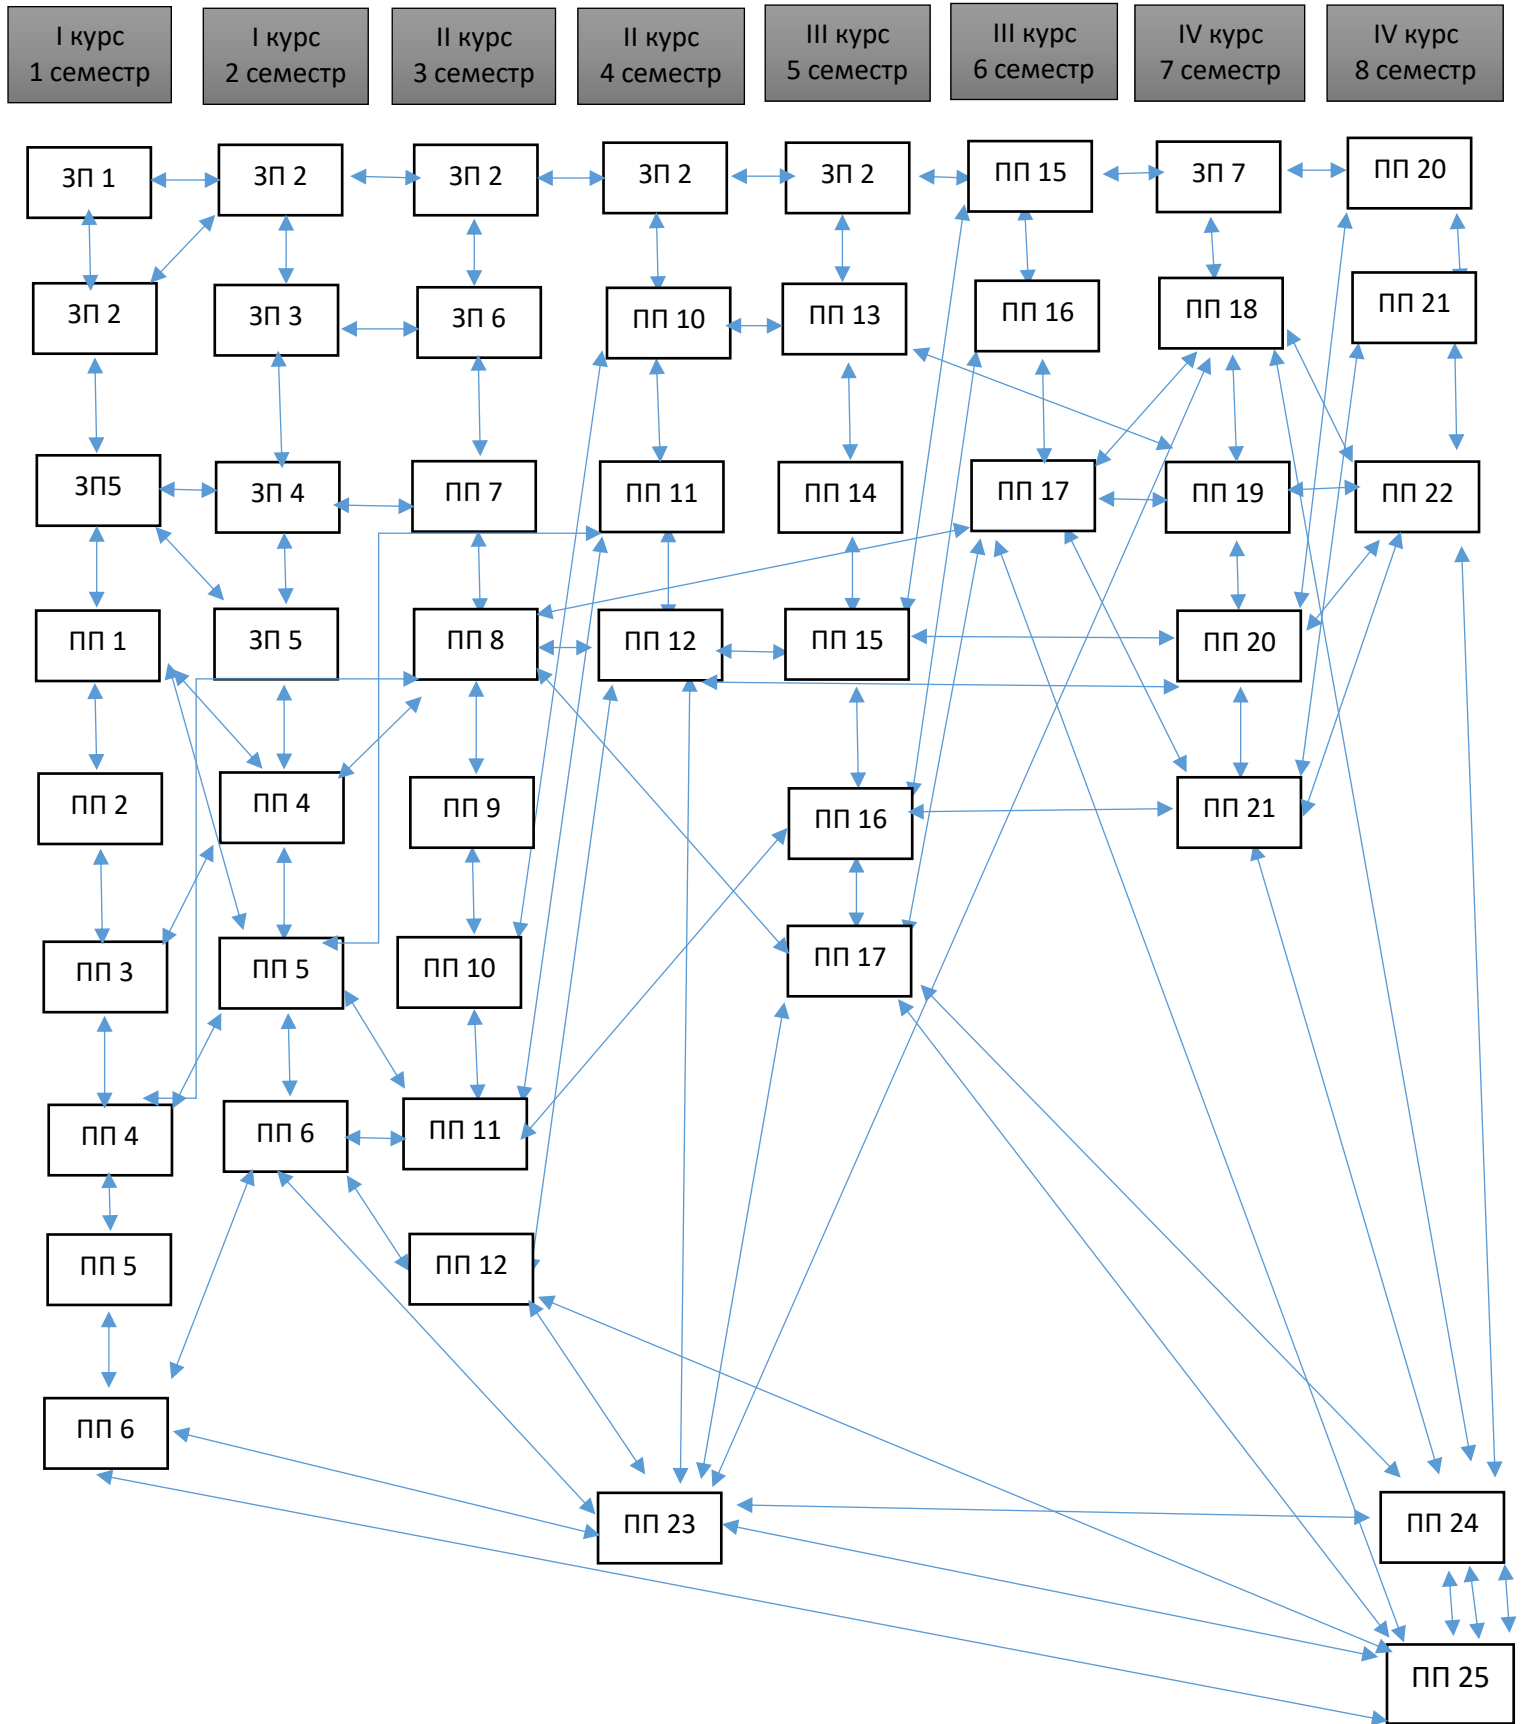 I курс
1 семестр
I курс
2 семестр
II курс
3 семестр
II курс
4 семестр
III курс
5 семестр
III курс
6 семестр
IV курс
7 семестр
IV курс
8 семестр
ЗП 1
ЗП 2
ЗП 2
ЗП 2
ЗП 2
ПП 15
ЗП 7
ПП 20
ЗП 2
ЗП 3
ЗП 6
ПП 10
ПП 13
ПП 16
ПП 18
ПП 21
ЗП5
ЗП 4
ПП 7
ПП 11
ПП 14
ПП 17
ПП 19
ПП 22
ПП 1
ЗП 5
ПП 8
ПП 12
ПП 15
ПП 20
ПП 2
ПП 4
ПП 9
ПП 16
ПП 21
ПП 3
ПП 5
ПП 10
ПП 17
ПП 4
ПП 6
ПП 11
ПП 5
ПП 12
ПП 6
ПП 23
ПП 24
ПП 25